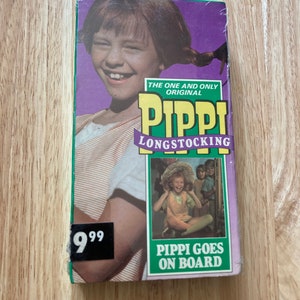 THE ONE AND ONLY
ORIGINAL
PIPPI
LONGSTOCKING
9.99
PIPPI GOES
ON BOARD